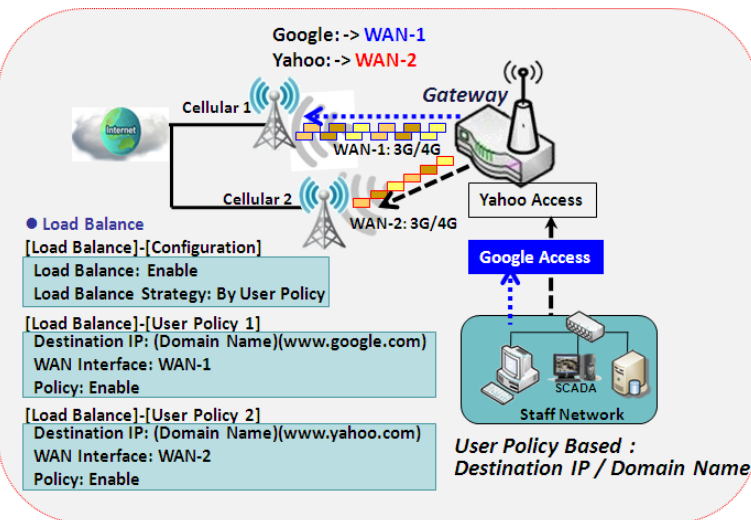 Google: -> WAN-1
Yahoo: -> WAN-2
Gateway
Cellular 1
Internet
WAN-1: 3G/4G
Cellular 2
WAN-2: 3G/4G
Yahoo Access
Google Access
● Load Balance
[Load Balance]-[Configuration]
Load Balance: Enable
Load Balance Strategy: By User Policy
[Load Balance]-[User Policy 1]
Destination IP: (Domain Name)(www.google.com)
WAN Interface: WAN-1
Policy: Enable
[Load Balance]-[User Policy 2]
Destination IP: (Domain Name)(www.yahoo.com)
WAN Interface: WAN-2
Policy: Enable
SCADA
Staff Network
User Policy Based :
Destination IP / Domain Name